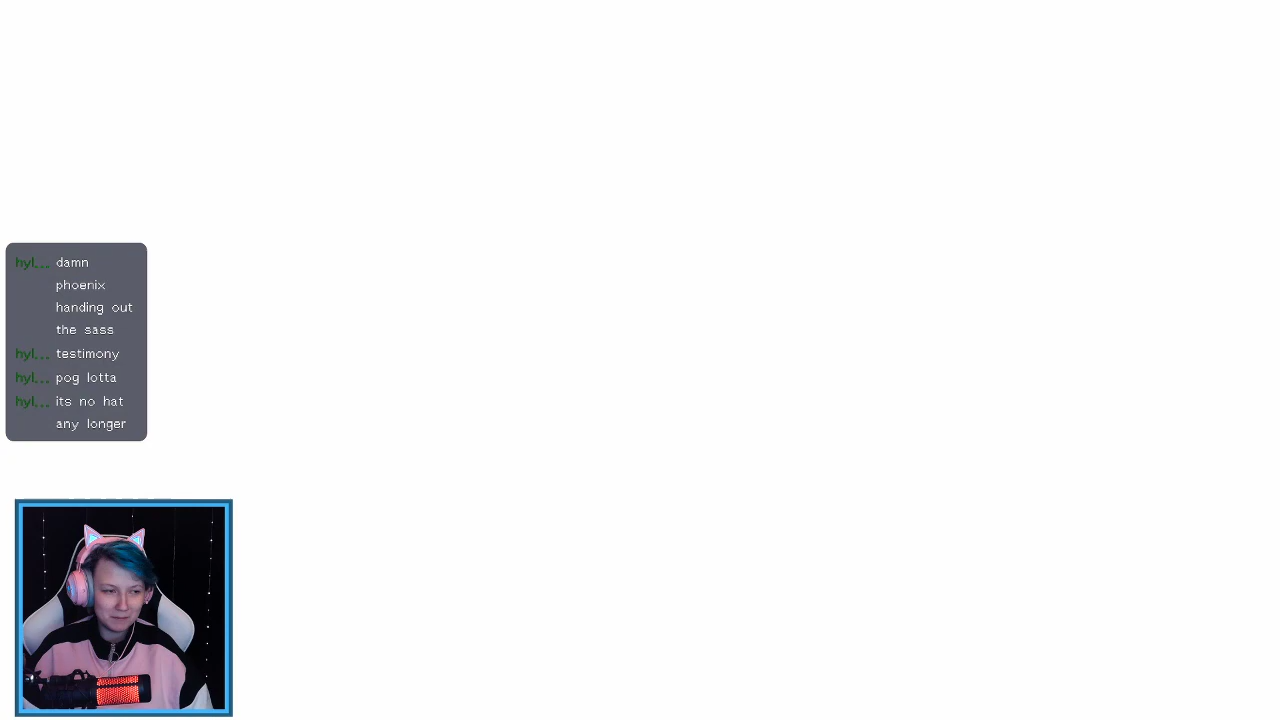 hyl... damn
phoenix
handing out
the sass
hyl... testimony
hyl... pog lotta
hyl... its no hat
any longer